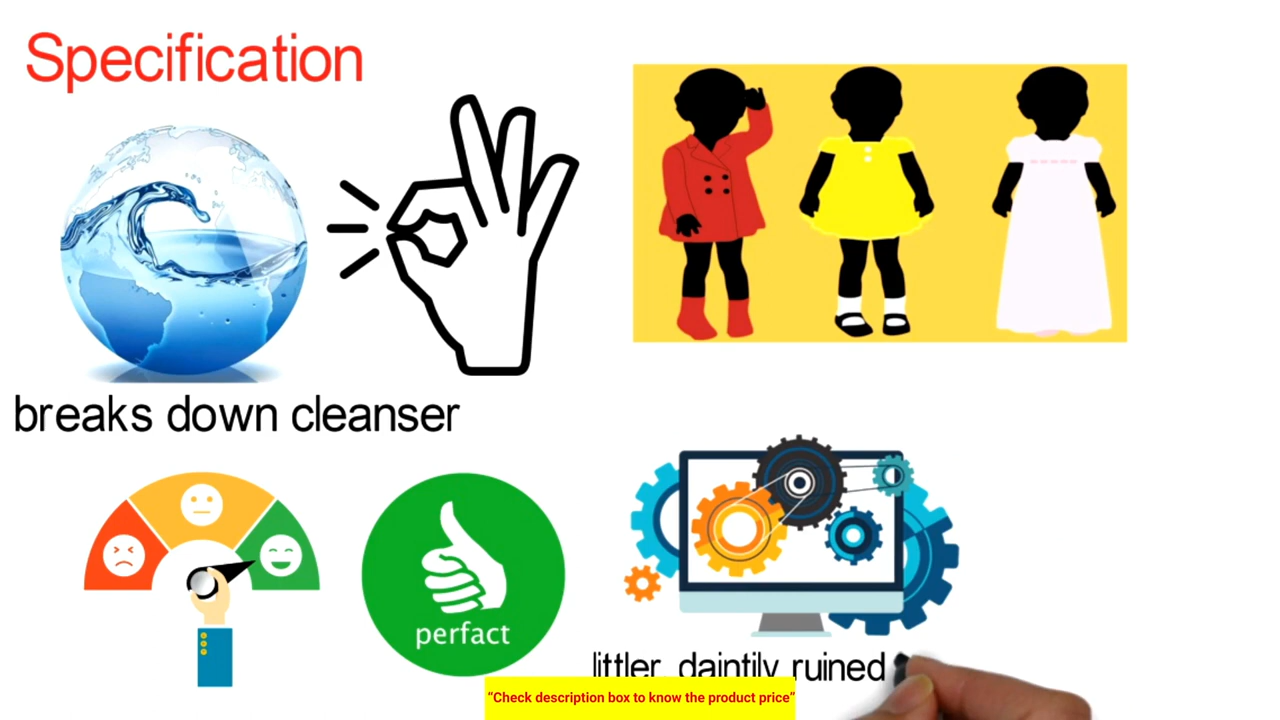 Specification
breaks down cleanser
perfact
littler, daintily ruined
"Check description box to know the product price"